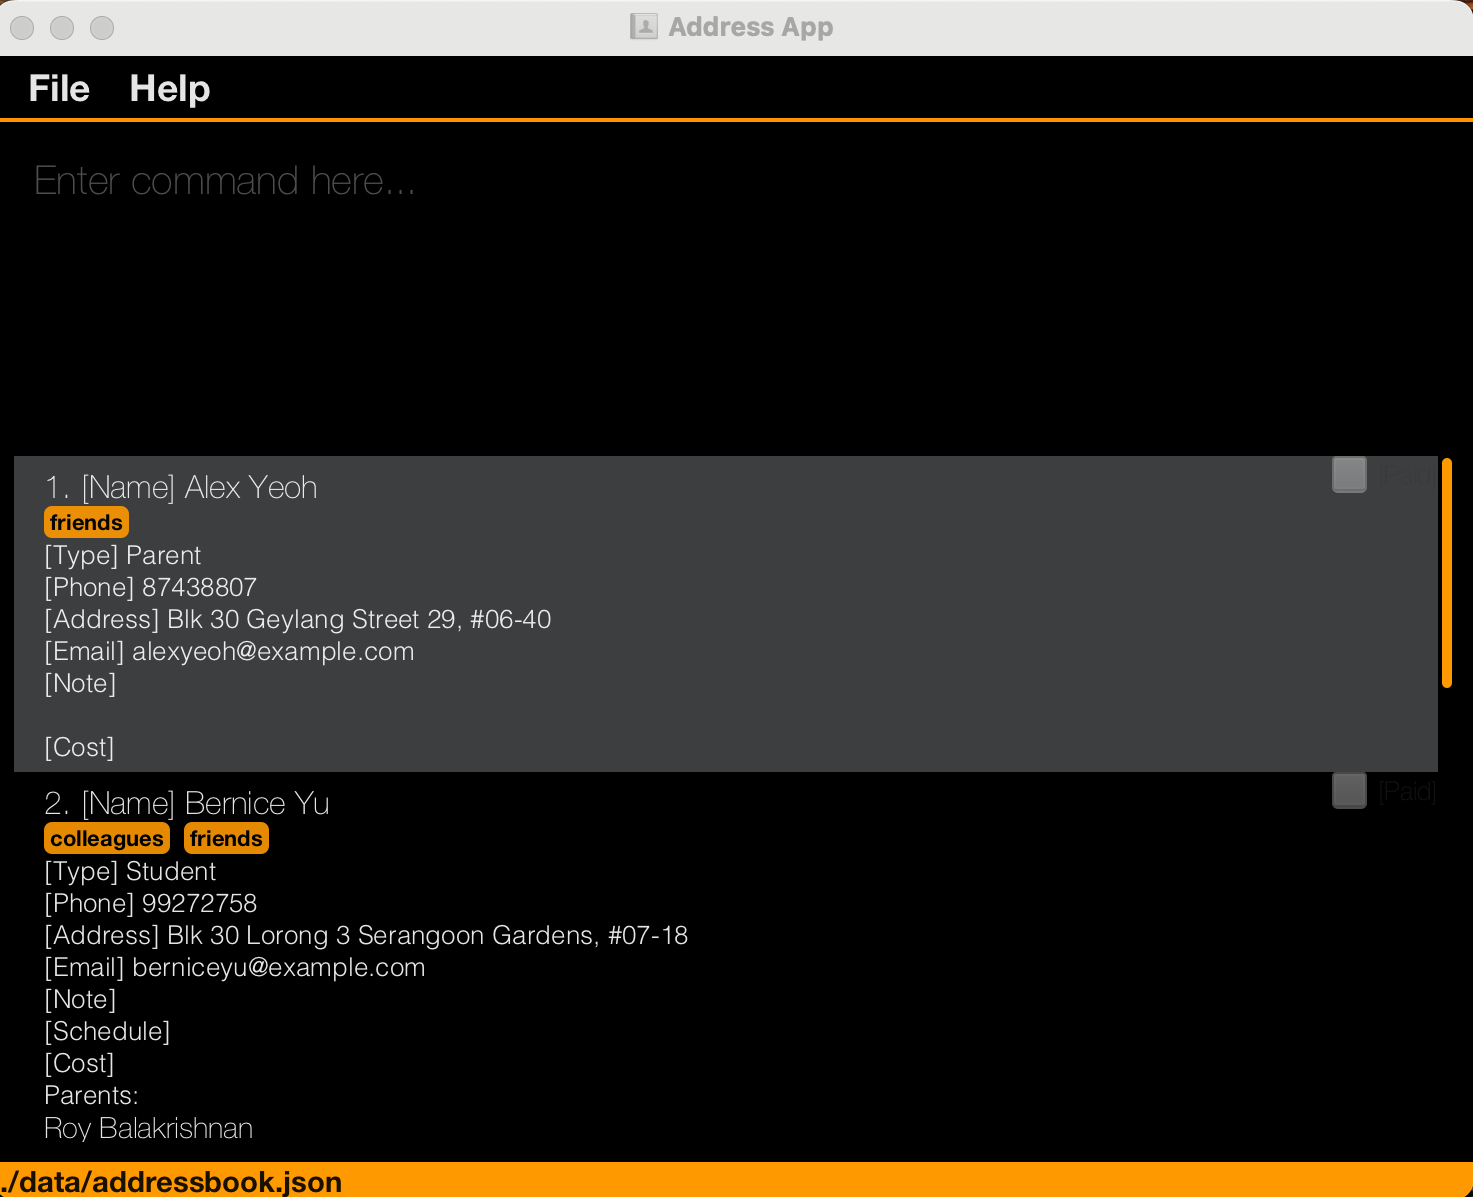 Address App
File Help
Enter command here...
1. [Name] Alex Yeoh
[Paid]
friends
[Type] Parent
[Phone] 87438807
[Address] Blk 30 Geylang Street 29, #06-40
[Email] alexyeoh@example.com
[Note]
[Cost]
2. [Name] Bernice Yu
[Paid]
colleagues friends
[Type] Student
[Phone] 99272758
[Address] Blk 30 Lorong 3 Serangoon Gardens, #07-18
[Email] berniceyu@example.com
[Note]
[Schedule]
[Cost]
Parents:
Roy Balakrishnan
./data/addressbook.json